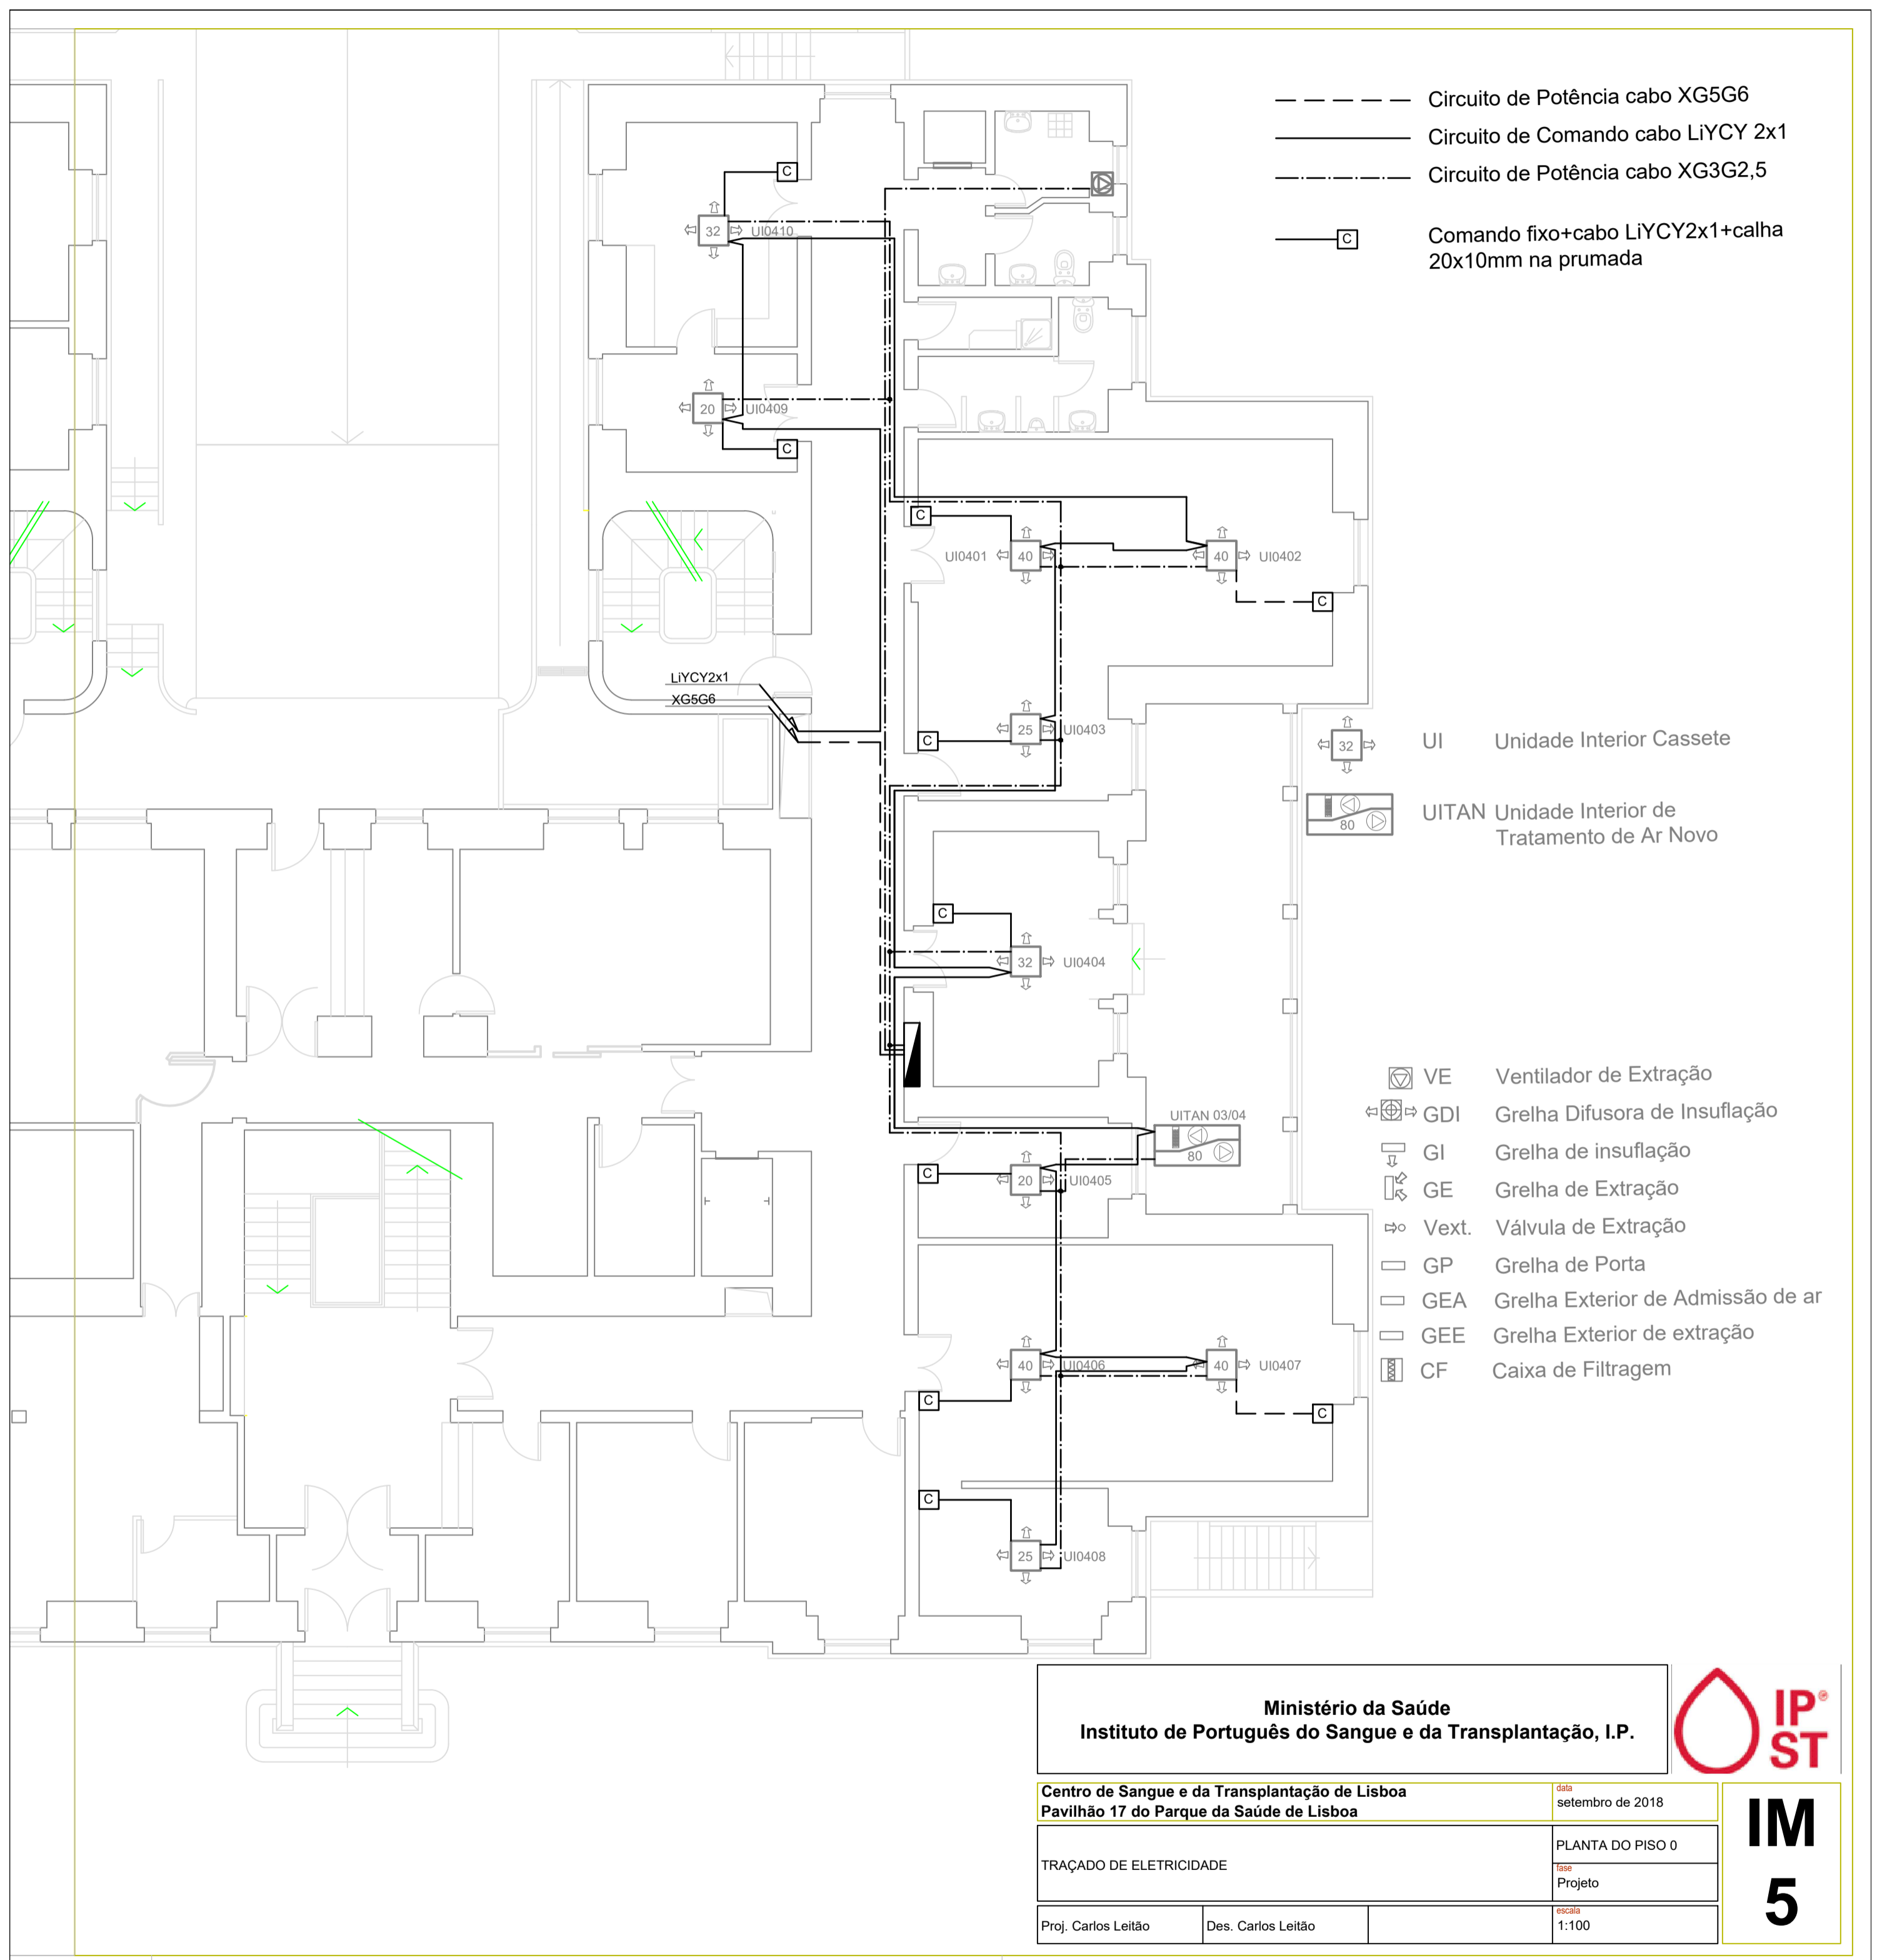 Circuito de Potência cabo XG5G6
Circuito de Comando cabo LiYCY 2x1
Circuito de Potência cabo XG3G2,5
C
Comando fixo+cabo LiYCY2x1+calha
20x10mm na prumada
C
32
UI0410
20
UI0409
C
C
UI0401
40
40
UI0402
C
LiYCY2x1
XG5G6
C
25
UI0403
32
UI
Unidade Interior Cassete
80
UITAN
Unidade Interior de
Tratamento de Ar Novo
C
32
UI0404
VE
Ventilador de Extração
GDI
Grelha Difusora de Insuflação
GI
Grelha de insuflação
GE
Grelha de Extração
Vext.
Válvula de Extração
GP
Grelha de Porta
GEA
Grelha Exterior de Admissão de ar
GEE
Grelha Exterior de extração
CF
Caixa de Filtragem
UITAN 03/04
80
C
20
UI0405
40
UI0406
40
UI0407
C
C
C
25
UI0408
Ministério da Saúde
Instituto de Português do Sangue e da Transplantação, I.P.
IP
ST
Centro de Sangue e da Transplantação de Lisboa
Pavilhão 17 do Parque da Saúde de Lisboa
data
setembro de 2018
TRAÇADO DE ELETRICIDADE
PLANTA DO PISO 0
fase
Projeto
Proj. Carlos Leitão
Des. Carlos Leitão
escala
1:100
IM
5